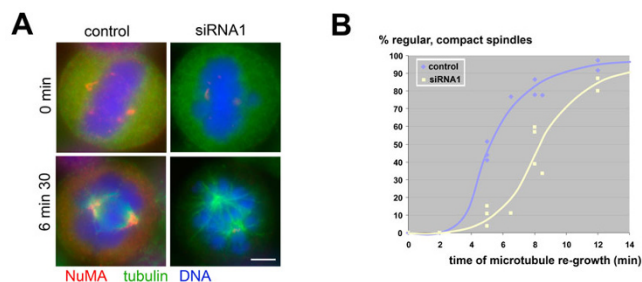 A
control
siRNA1
0 min
6 min 30
NuMA tubulin DNA
B
% regular, compact spindles
control
siRNA1
100
90
80
70
60
50
40
30
20
10
0
0 2 4 6 8 10 12 14
time of microtubule re-growth (min)